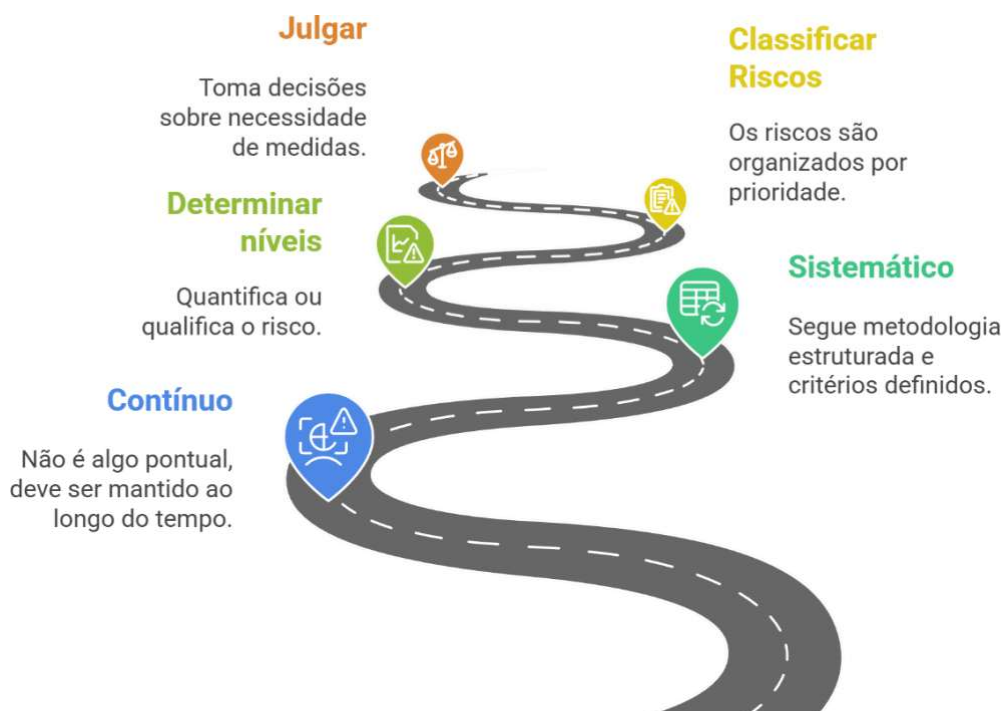 Julgar
Toma decisões
sobre necessidade
de medidas.
Classificar
Riscos
Os riscos são
organizados por
prioridade.
Determinar
níveis
Quantifica ou
qualifica o risco.
Sistemático
Segue metodologia
estruturada e
critérios definidos.
Contínuo
Não é algo pontual,
deve ser mantido ao
longo do tempo.